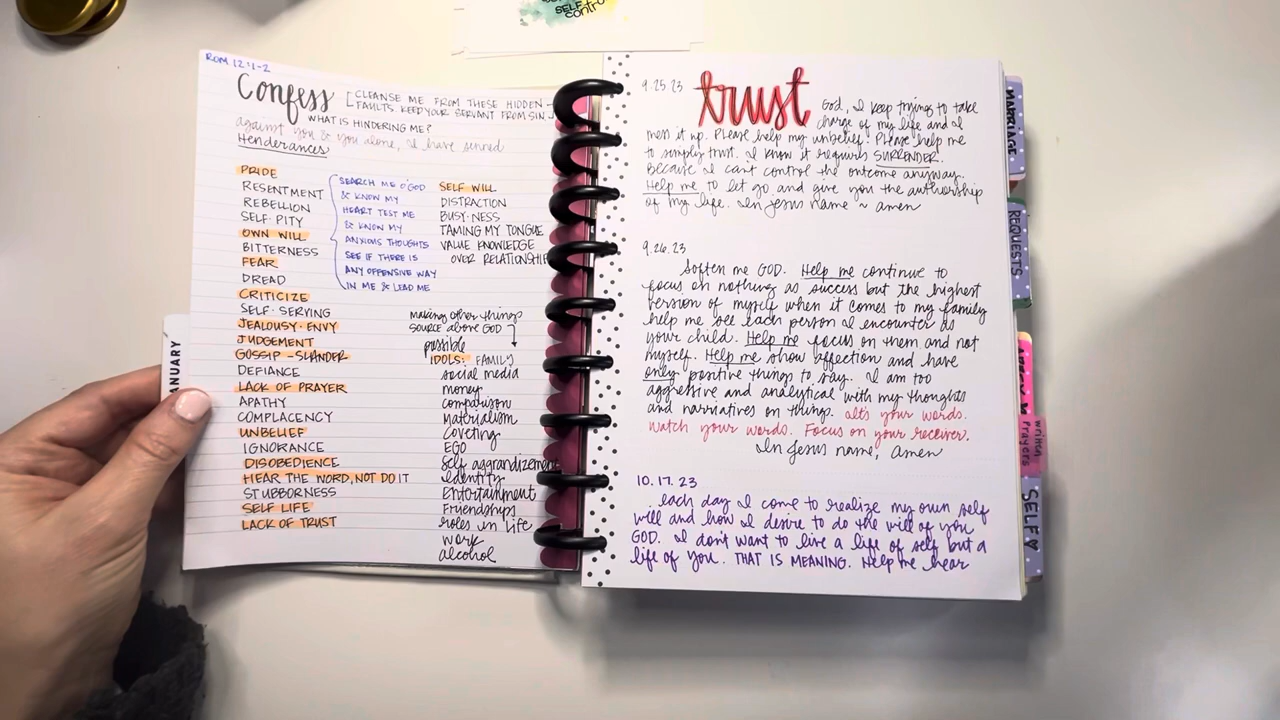 SELF
contro
ROM 12:1-2
Confess
[CLEANSE ME FROM THESE HIDDEN
FAULTS. KEEP YOUR SERVANT FROM SIN]
WHAT IS HINDERING ME?
against you & you alone, I have sinned
Henderances
PRIDE
RESENTMENT
REBELLION
SELF-PITY
OWN WILL
BITTERNESS
FEAR
DREAD
CRITICIZE
SELF-SERVING
JEALOUSY-ENVY
JUDGEMENT
GOSSIP-SLANDER
DEFIANCE
LACK OF PRAYER
APATHY
COMPLACENCY
UNBELIEF
IGNORANCE
DISOBEDIENCE
HEAR THE WORD, NOT DO IT
STUBBORNESS
SELF LIFE
LACK OF TRUST
SEARCH ME O'GOD
& KNOW MY
HEART TEST ME
& KNOW MY
ANXIOUS THOUGHTS
SEE IF THERE IS
ANY OFFENSIVE WAY
IN ME & LEAD ME
SELF WILL
DISTRACTION
BUSY-NESS
TAMING MY TONGUE
VALUE KNOWLEDGE
OVER RELATIONSHIP
making other things
source above GOD
possible
IDOLS: FAMILY
social media
money
comparison
materialism
Coveting
EGO
Self aggrandizement
Identity
Entertainment
Friendships
roles in life
work
alcohol
ANUARY
9.25.23
trust
God, I keep trying to take
charge of my life and I
mess it up. Please help my unbelief. Please help me
to simply trust. I know it requires SURRENDER.
Because I can't control the outcome anyway.
Help me to let go and give you the authorship
of my life. In Jesus name ~ amen
9.26.23
Soften me GOD. Help me continue to
focus on nothing as success but the highest
version of myself when it comes to my family
help me see each person I encounter as
your child. Help me focus on them and not
myself. Help me show affection and have
only positive things to say. I am too
aggressive and analytical with my thoughts
and narratives on things. It's your words.
Watch your words. Focus on your receiver.
In Jesus name, Amen
10.17.23
Each day I come to realize my own self
will and how I desire to do the will of you
GOD. I don't want to live a life of self but a
life of you. THAT IS MEANING. Help me hear
MARRIAGE
REQUESTS
written
Prayers
SELF♡